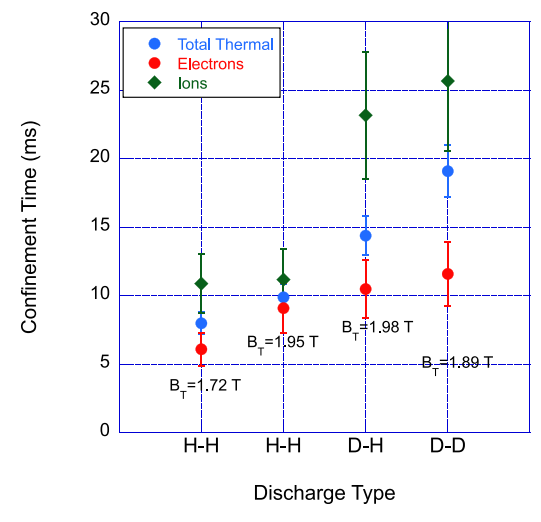 30
25
20
15
10
5
0
Confinement Time (ms)
Total Thermal
Electrons
Ions
B_T=1.72 T
B_T=1.95 T
B_T=1.98 T
B_T=1.89 T
H-H H-H D-H D-D
Discharge Type